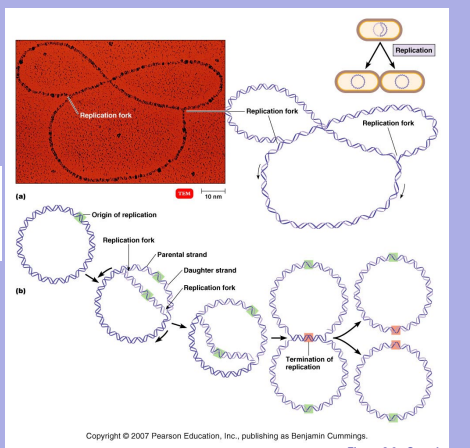 Replication
Replication fork
Replication fork
Replication fork
(a)
TEM
10 nm
Origin of replication
Replication fork
Parental strand
Daughter strand
Replication fork
(b)
Termination of
replication
Copyright © 2007 Pearson Education, Inc., publishing as Benjamin Cummings.